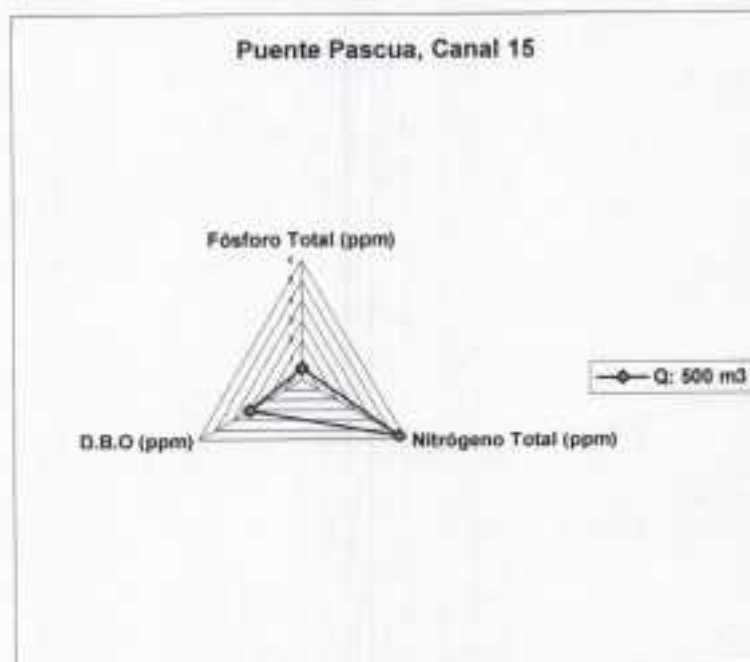 Puente Pascua, Canal 15
Fósforo Total (ppm)
Q: 500 m3
D.B.O (ppm)
Nitrógeno Total (ppm)